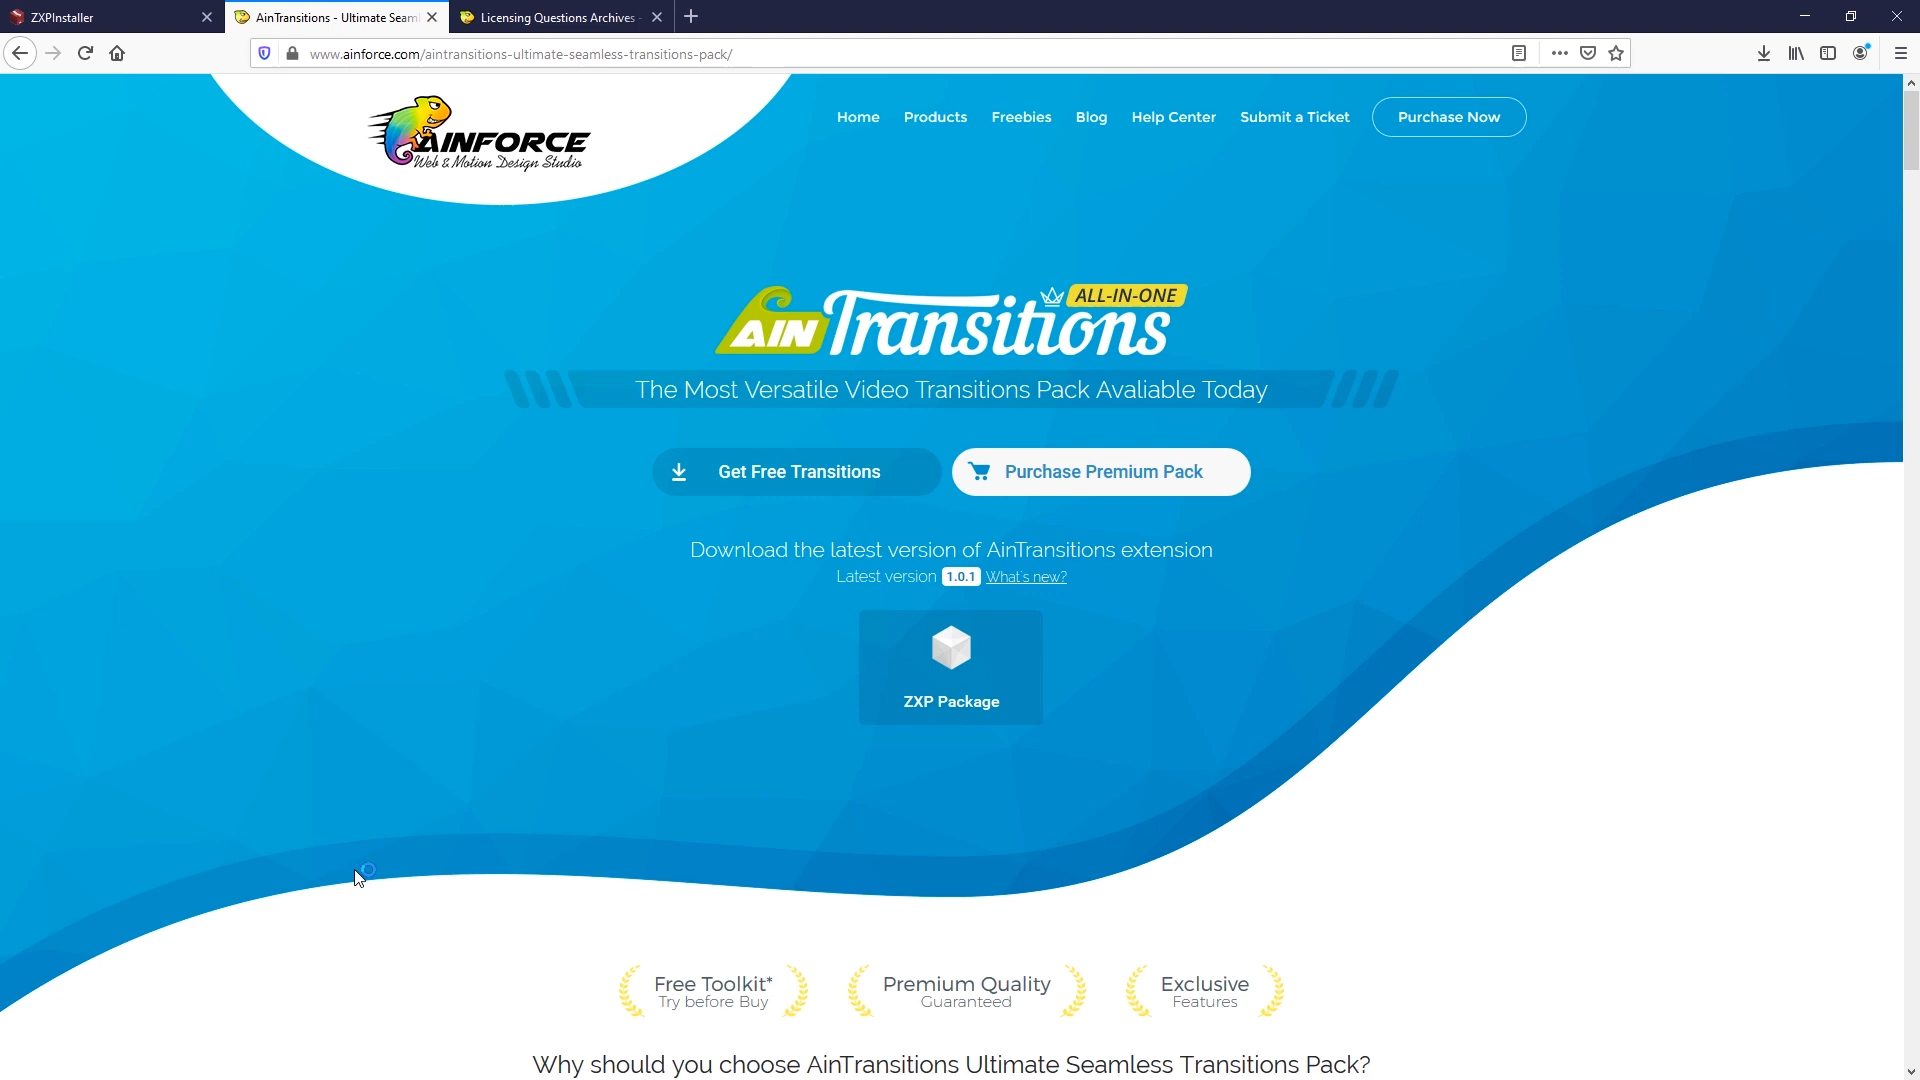 ZXPInstaller
AinTransitions - Ultimate Seaml
Licensing Questions Archives -
www.ainforce.com/aintransitions-ultimate-seamless-transitions-pack/
AINFORCE
Web & Motion Design Studio
Home
Products
Freebies
Blog
Help Center
Submit a Ticket
Purchase Now
AIN Transitions ALL-IN-ONE
The Most Versatile Video Transitions Pack Avaliable Today
Get Free Transitions
Purchase Premium Pack
Download the latest version of AinTransitions extension
Latest version 1.0.1 What's new?
ZXP Package
Free Toolkit*
Try before Buy
Premium Quality
Guaranteed
Exclusive
Features
Why should you choose AinTransitions Ultimate Seamless Transitions Pack?